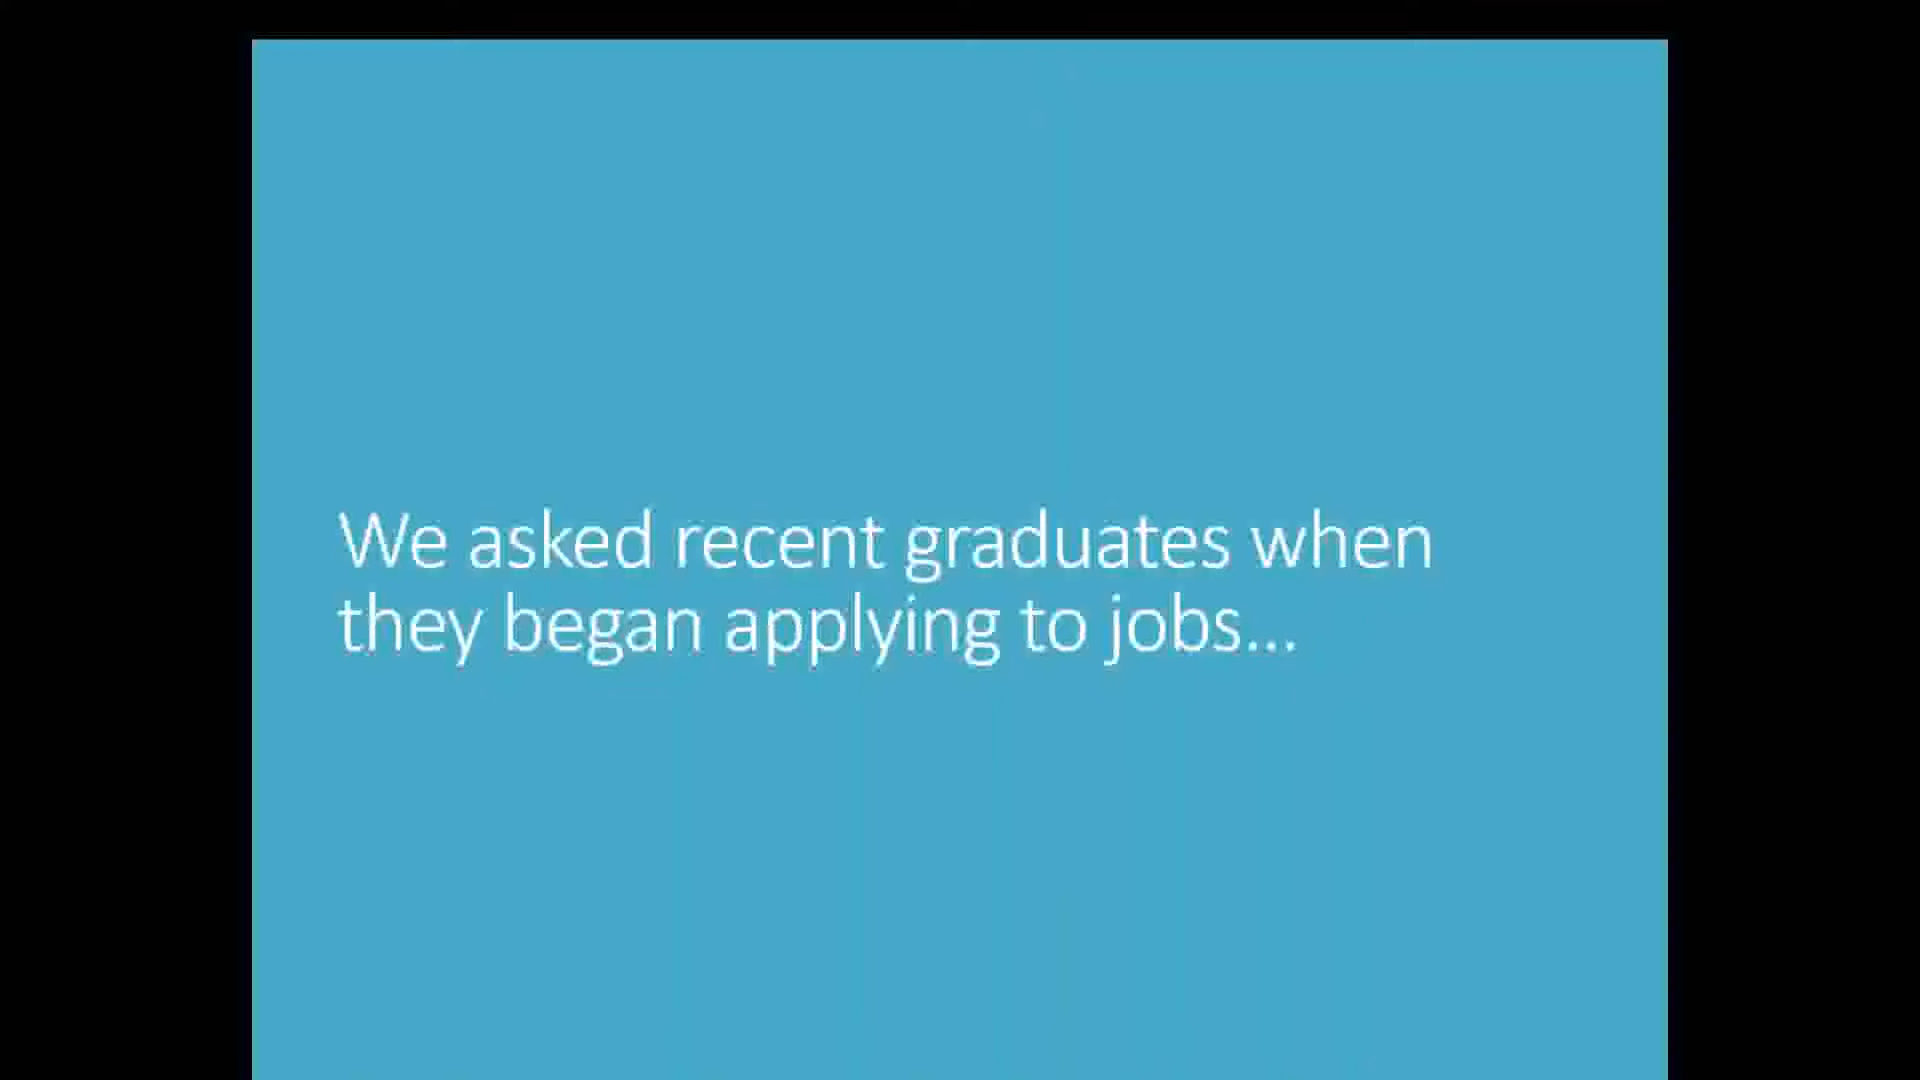 We asked recent graduates when
they began applying to jobs...